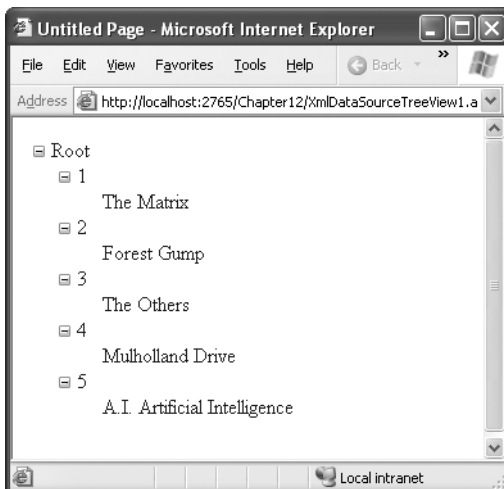 Untitled Page - Microsoft Internet Explorer
File Edit View Favorites Tools Help Back »
Address http://localhost:2765/Chapter12/XmlDataSourceTreeView1.a
Root
1
The Matrix
2
Forest Gump
3
The Others
4
Mulholland Drive
5
A.I. Artificial Intelligence
Local intranet